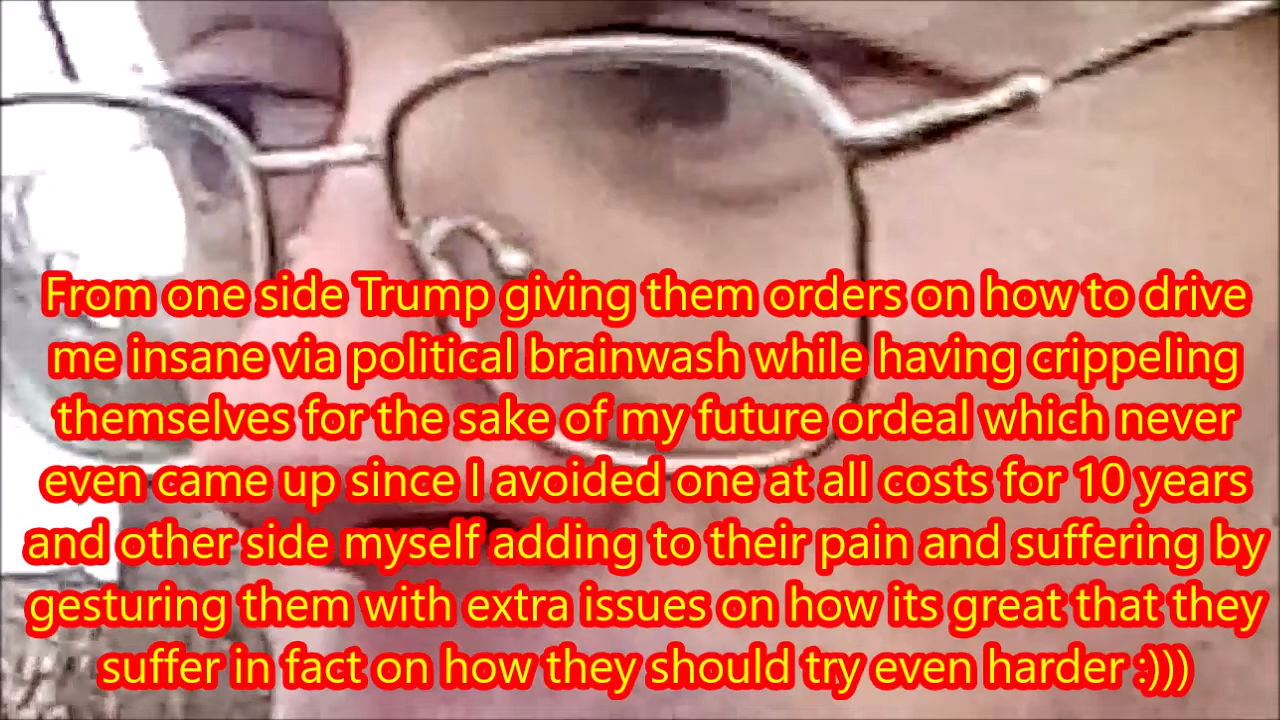 From one side Trump giving them orders on how to drive
me insane via political brainwash while having crippeling
themselves for the sake of my future ordeal which never
even came up since I avoided one at all costs for 10 years
and other side myself adding to their pain and suffering by
gesturing them with extra issues on how its great that they
suffer in fact on how they should try even harder :)))